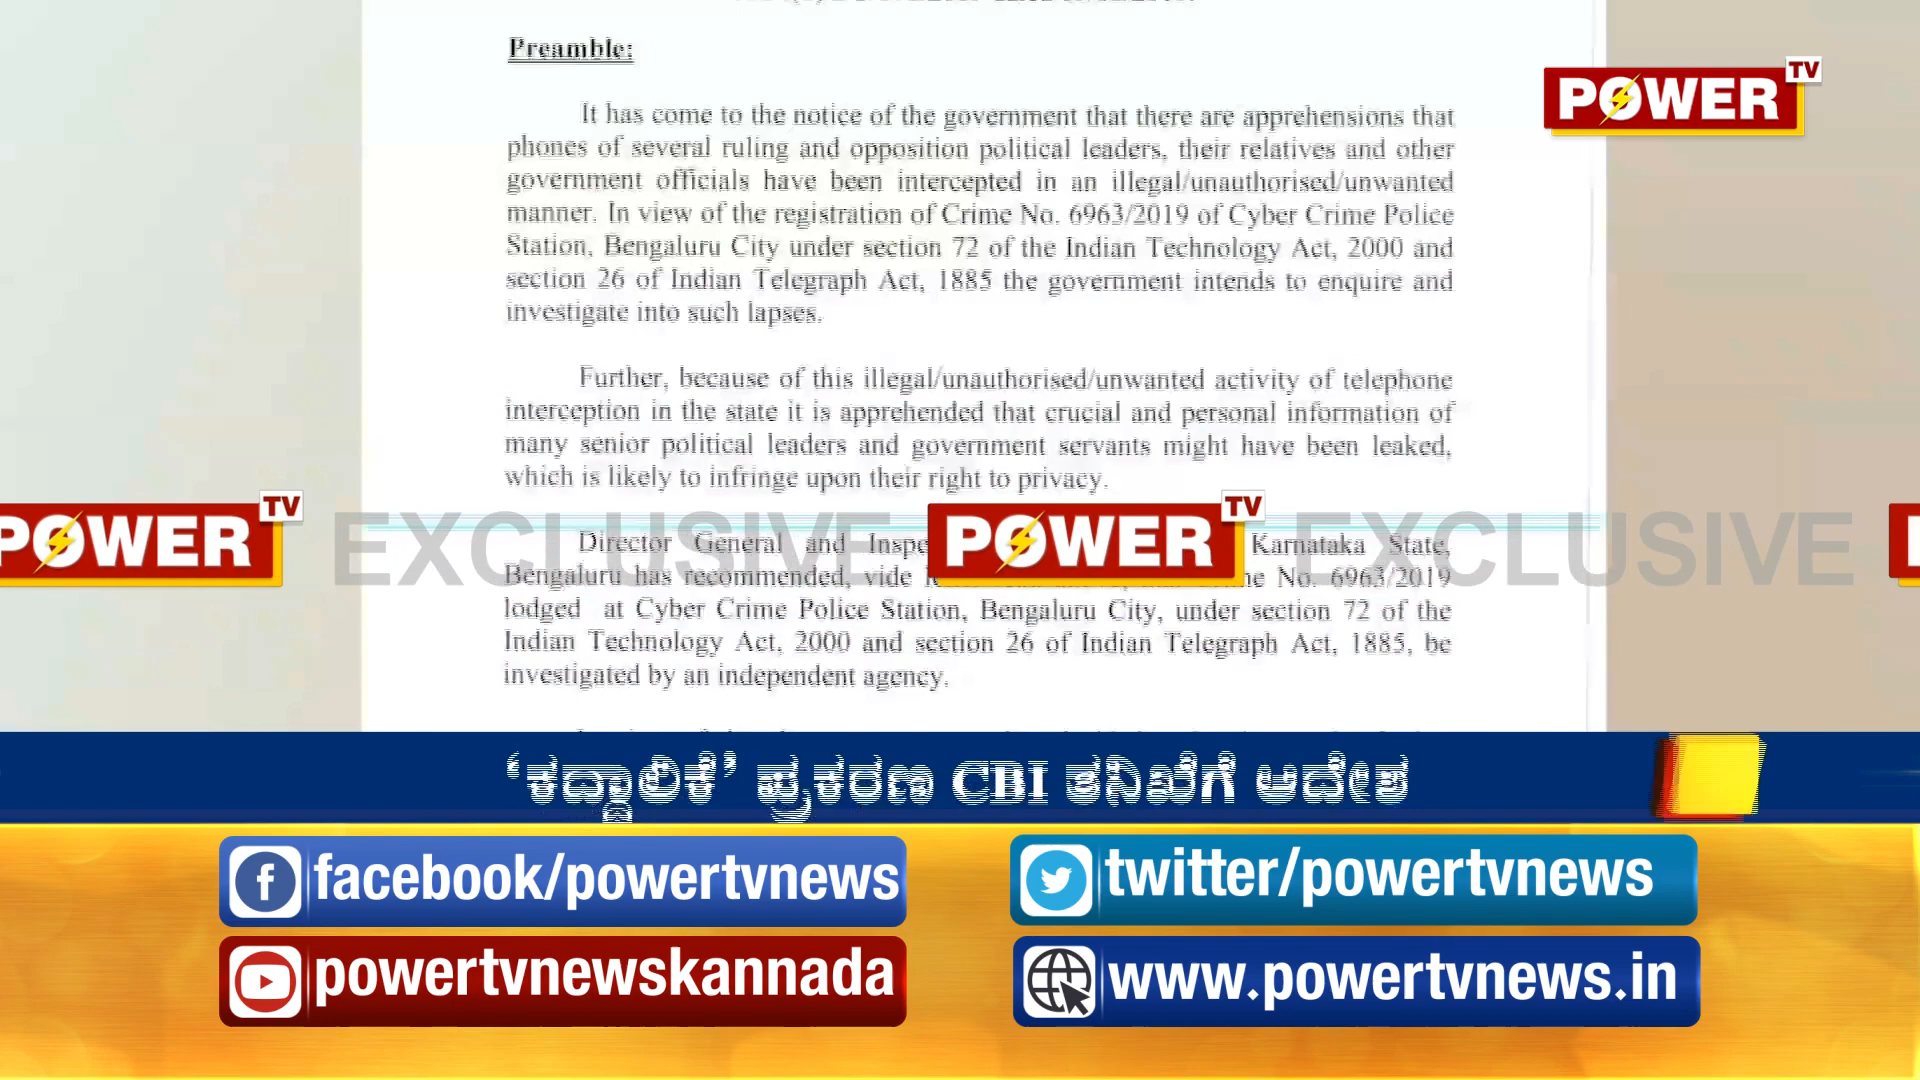 Preamble:
POWER TV
It has come to the notice of the government that there are apprehensions that
phones of several ruling and opposition political leaders, their relatives and other
government officials have been intercepted in an illegal/unauthorised/unwanted
manner. In view of the registration of Crime No. 6963/2019 of Cyber Crime Police
Station, Bengaluru City under section 72 of the Indian Technology Act, 2000 and
section 26 of Indian Telegraph Act, 1885 the government intends to enquire and
investigate into such lapses.
Further, because of this illegal/unauthorised/unwanted activity of telephone
interception in the state it is apprehended that crucial and personal information of
many senior political leaders and government servants might have been leaked,
which is likely to infringe upon their right to privacy.
POWER TV EXCLUSIVE POWER TV EXCLUSIVE
Director General and Karnataka State,
Bengaluru has recommended, vide No. 6963/2019
lodged at Cyber Crime Police Station, Bengaluru City, under section 72 of the
Indian Technology Act, 2000 and section 26 of Indian Telegraph Act, 1885, be
investigated by an independent agency.
‘ಕದ್ದಾಲಿಕೆ’ ಪ್ರಕರಣ CBI ತನಿಖೆಗೆ ಆದೇಶ
facebook/powertvnews
twitter/powertvnews
powertvnewskannada
www.powertvnews.in